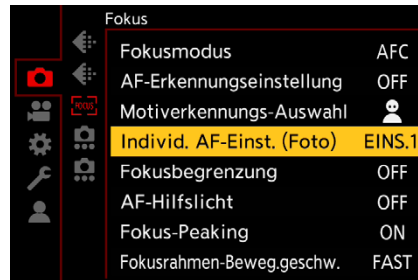 Fokus
Fokusmodus AFC
AF-Erkennungseinstellung OFF
FOCUS
Motiverkennungs-Auswahl
Individ. AF-Einst. (Foto) EINS.1
Fokusbegrenzung OFF
AF-Hilfslicht OFF
Fokus-Peaking ON
Fokusrahmen-Beweg.geschw. FAST